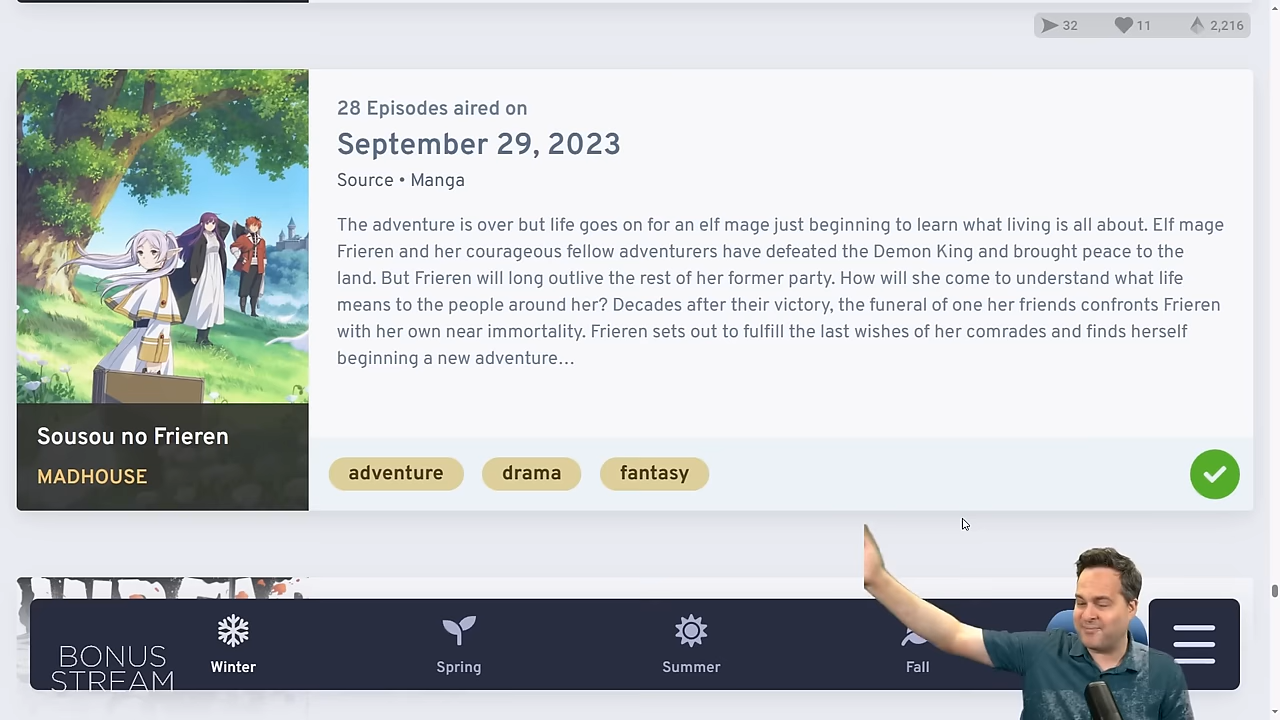 32 11 2,216
28 Episodes aired on
September 29, 2023
Source • Manga
The adventure is over but life goes on for an elf mage just beginning to learn what living is all about. Elf mage
Frieren and her courageous fellow adventurers have defeated the Demon King and brought peace to the
land. But Frieren will long outlive the rest of her former party. How will she come to understand what life
means to the people around her? Decades after their victory, the funeral of one her friends confronts Frieren
with her own near immortality. Frieren sets out to fulfill the last wishes of her comrades and finds herself
beginning a new adventure…
Sousou no Frieren
MADHOUSE
adventure drama fantasy
BONUS
STREAM
Winter Spring Summer Fall